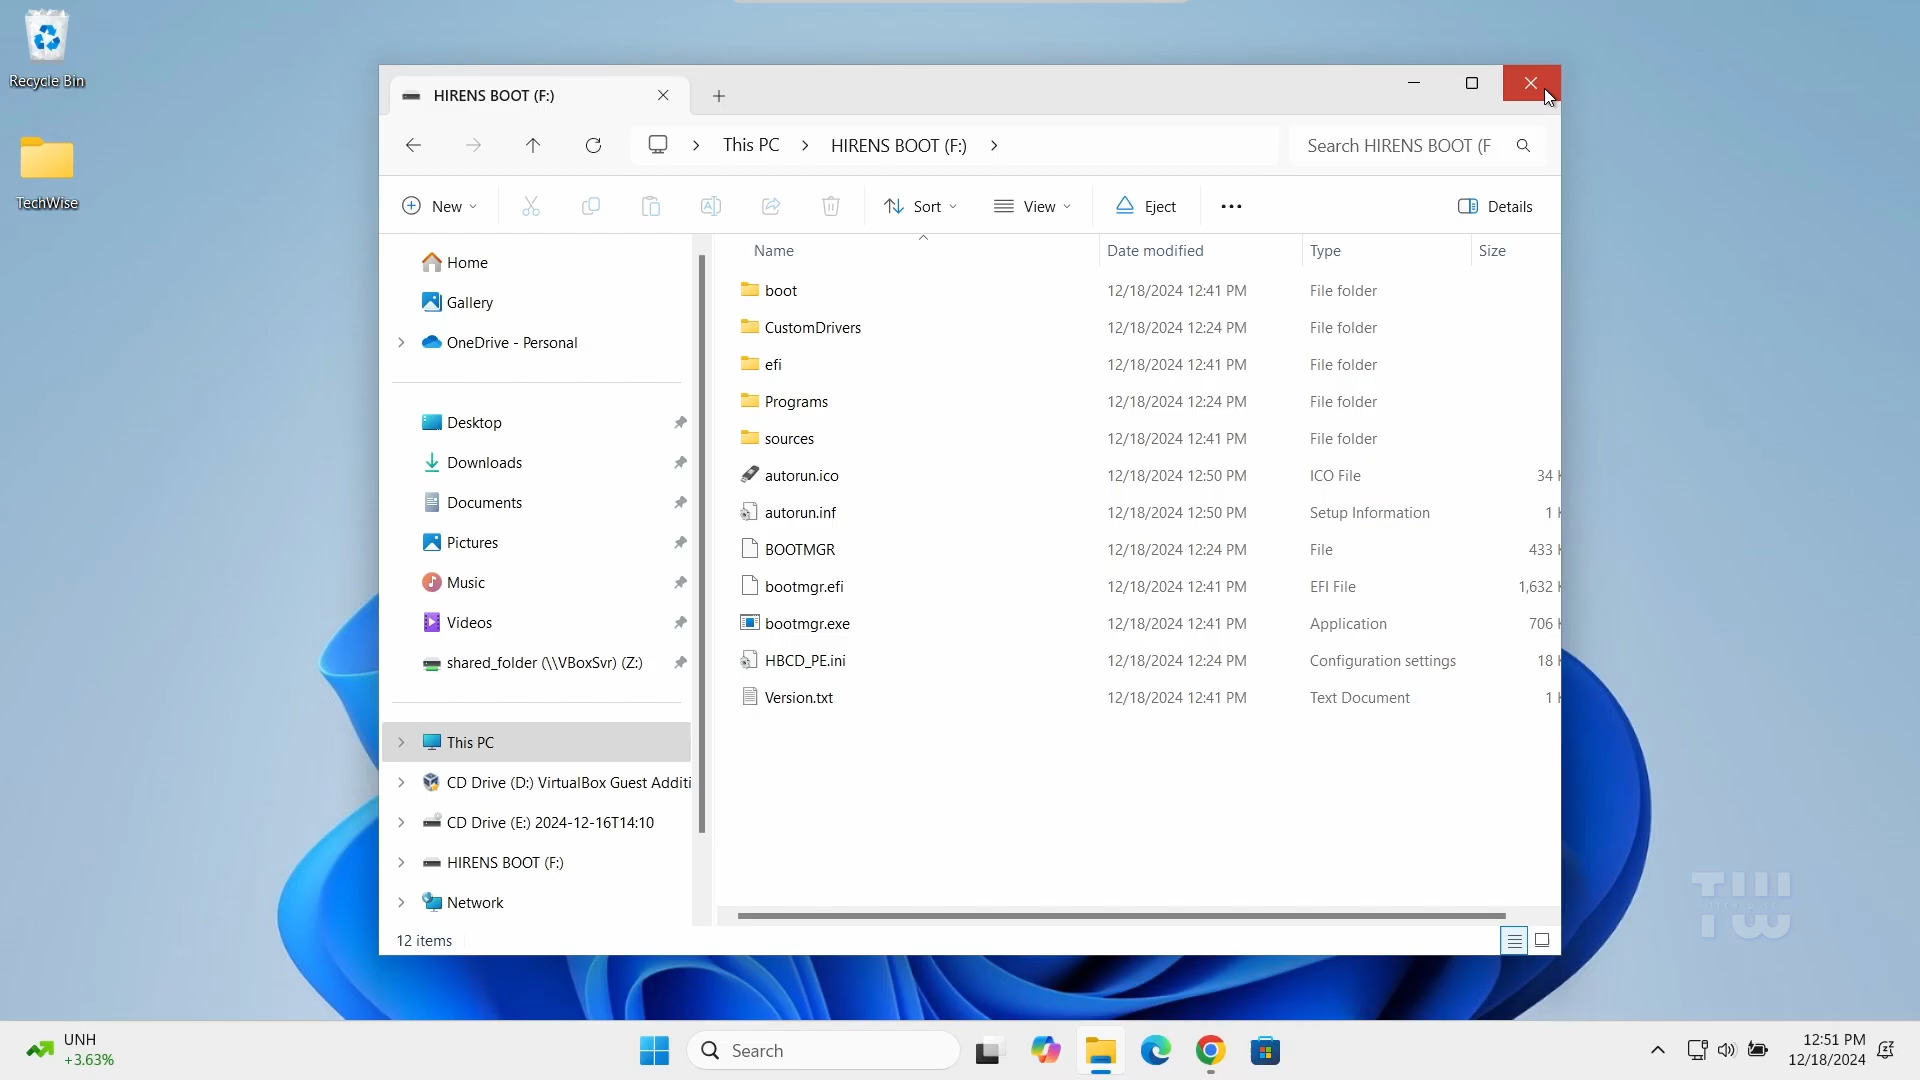 Recycle Bin
TechWise
HIRENS BOOT (F:)
This PC
HIRENS BOOT (F:)
Search HIRENS BOOT (F
New
Sort
View
Eject
Details
Home
Gallery
OneDrive - Personal
Desktop
Downloads
Documents
Pictures
Music
Videos
shared_folder (\\VBoxSvr) (Z:)
This PC
CD Drive (D:) VirtualBox Guest Additi
CD Drive (E:) 2024-12-16T14:10
HIRENS BOOT (F:)
Network
Name Date modified Type Size
boot 12/18/2024 12:41 PM File folder
CustomDrivers 12/18/2024 12:24 PM File folder
efi 12/18/2024 12:41 PM File folder
Programs 12/18/2024 12:24 PM File folder
sources 12/18/2024 12:41 PM File folder
autorun.ico 12/18/2024 12:50 PM ICO File 34 K
autorun.inf 12/18/2024 12:50 PM Setup Information 1 K
BOOTMGR 12/18/2024 12:24 PM File 433 K
bootmgr.efi 12/18/2024 12:41 PM EFI File 1,632 K
bootmgr.exe 12/18/2024 12:41 PM Application 706 K
HBCD_PE.ini 12/18/2024 12:24 PM Configuration settings 18 K
Version.txt 12/18/2024 12:41 PM Text Document 1 K
12 items
TW
UNH
+3.63%
Search
12:51 PM
12/18/2024